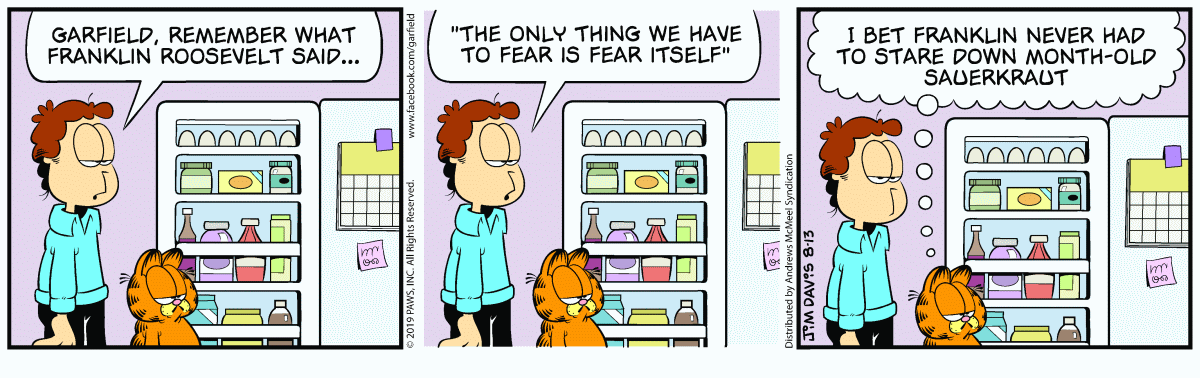 GARFIELD, REMEMBER WHAT
FRANKLIN ROOSEVELT SAID...
www.facebook.com/garfield
© 2019 PAWS, INC. All Rights Reserved.
"THE ONLY THING WE HAVE
TO FEAR IS FEAR ITSELF"
Distributed by Andrews McMeel Syndication
I BET FRANKLIN NEVER HAD
TO STARE DOWN MONTH-OLD
SAUERKRAUT
JIM DAVIS 8-13